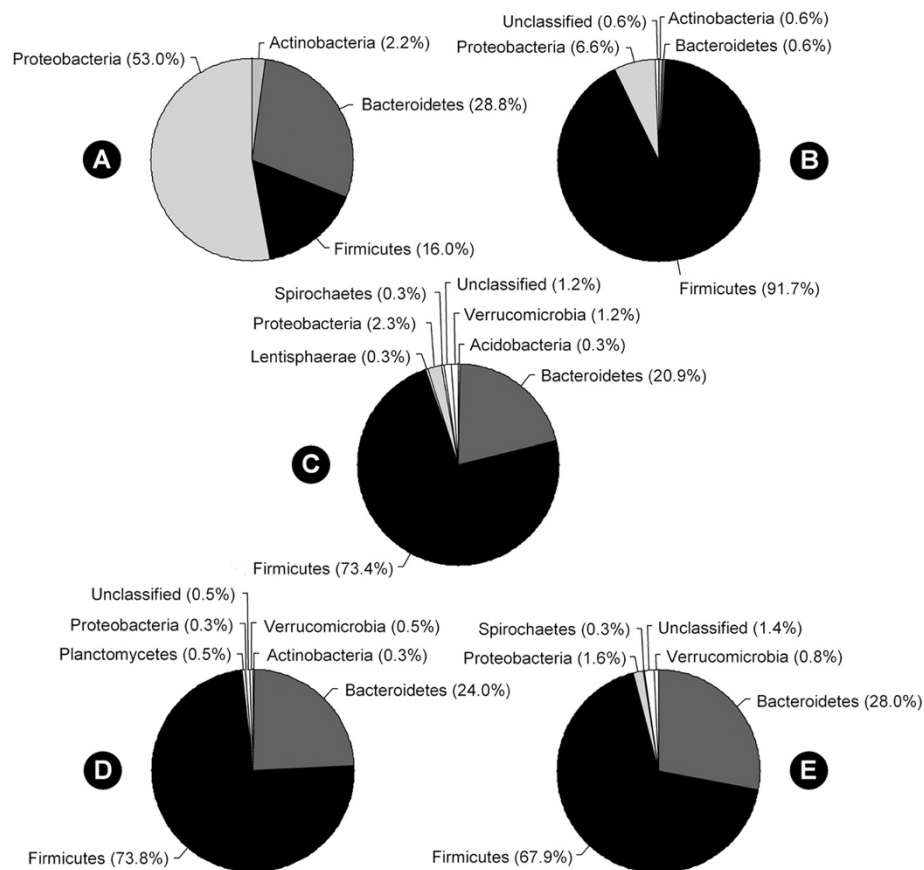 Proteobacteria (53.0%)
Actinobacteria (2.2%)
Bacteroidetes (28.8%)
A
Firmicutes (16.0%)
Unclassified (0.6%)
Actinobacteria (0.6%)
Proteobacteria (6.6%)
Bacteroidetes (0.6%)
B
Firmicutes (91.7%)
Unclassified (1.2%)
Spirochaetes (0.3%)
Verrucomicrobia (1.2%)
Proteobacteria (2.3%)
Acidobacteria (0.3%)
Lentisphaerae (0.3%)
Bacteroidetes (20.9%)
C
Firmicutes (73.4%)
Unclassified (0.5%)
Proteobacteria (0.3%)
Verrucomicrobia (0.5%)
Planctomycetes (0.5%)
Actinobacteria (0.3%)
Bacteroidetes (24.0%)
D
Firmicutes (73.8%)
Spirochaetes (0.3%)
Unclassified (1.4%)
Proteobacteria (1.6%)
Verrucomicrobia (0.8%)
Bacteroidetes (28.0%)
E
Firmicutes (67.9%)